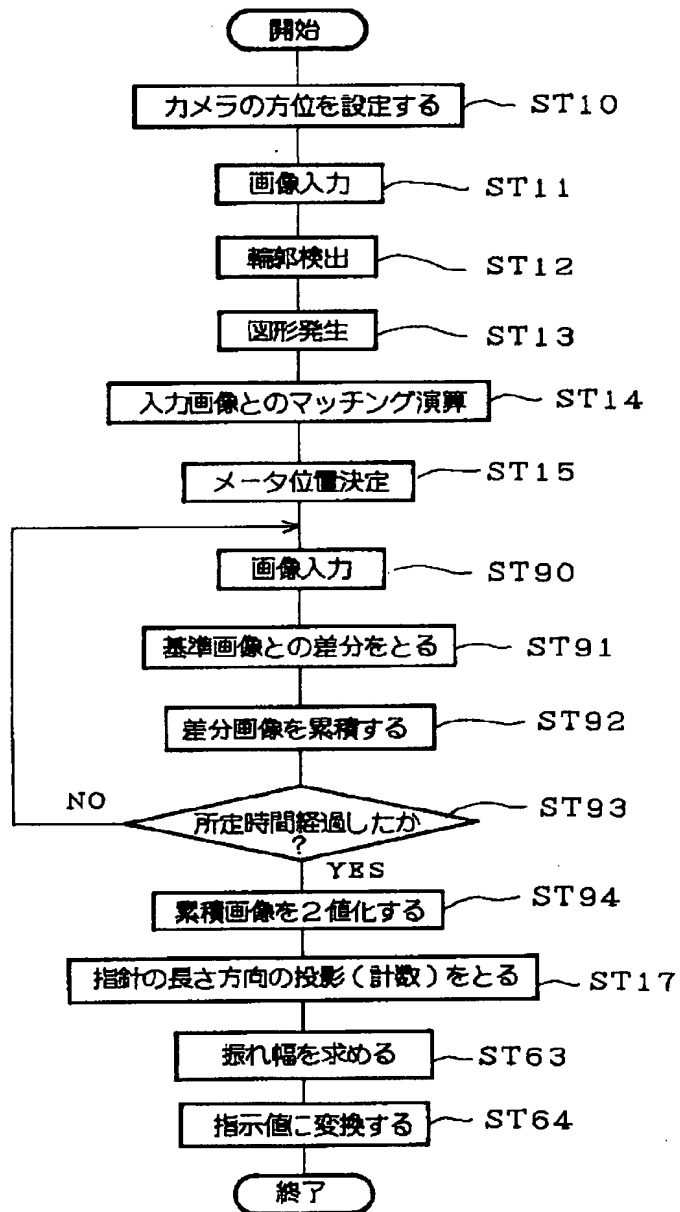 開始
カメラの方位を設定する ST10
画像入力 ST11
輪郭検出 ST12
図形発生 ST13
入力画像とのマッチング演算 ST14
メータ位置決定 ST15
画像入力 ST90
基準画像との差分をとる ST91
差分画像を累積する ST92
NO
所定時間経過したか ST93
?
YES
累積画像を2値化する ST94
指針の長さ方向の投影(計数)をとる ST17
振れ幅を求める ST63
指示値に変換する ST64
終了